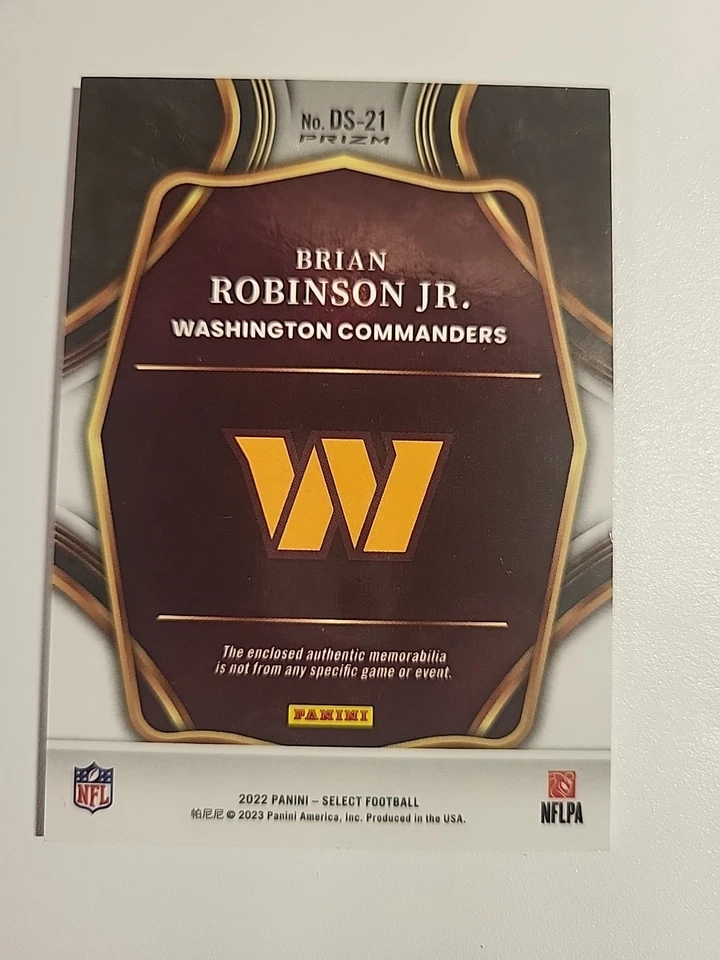 No. DS-21
PRIZM
BRIAN
ROBINSON JR.
WASHINGTON COMMANDERS
W
The enclosed authentic memorabilia
is not from any specific game or event.
PANINI
NFL
NFLPA
2022 PANINI – SELECT FOOTBALL
帕尼尼 © 2023 Panini America, Inc. Produced in the USA.